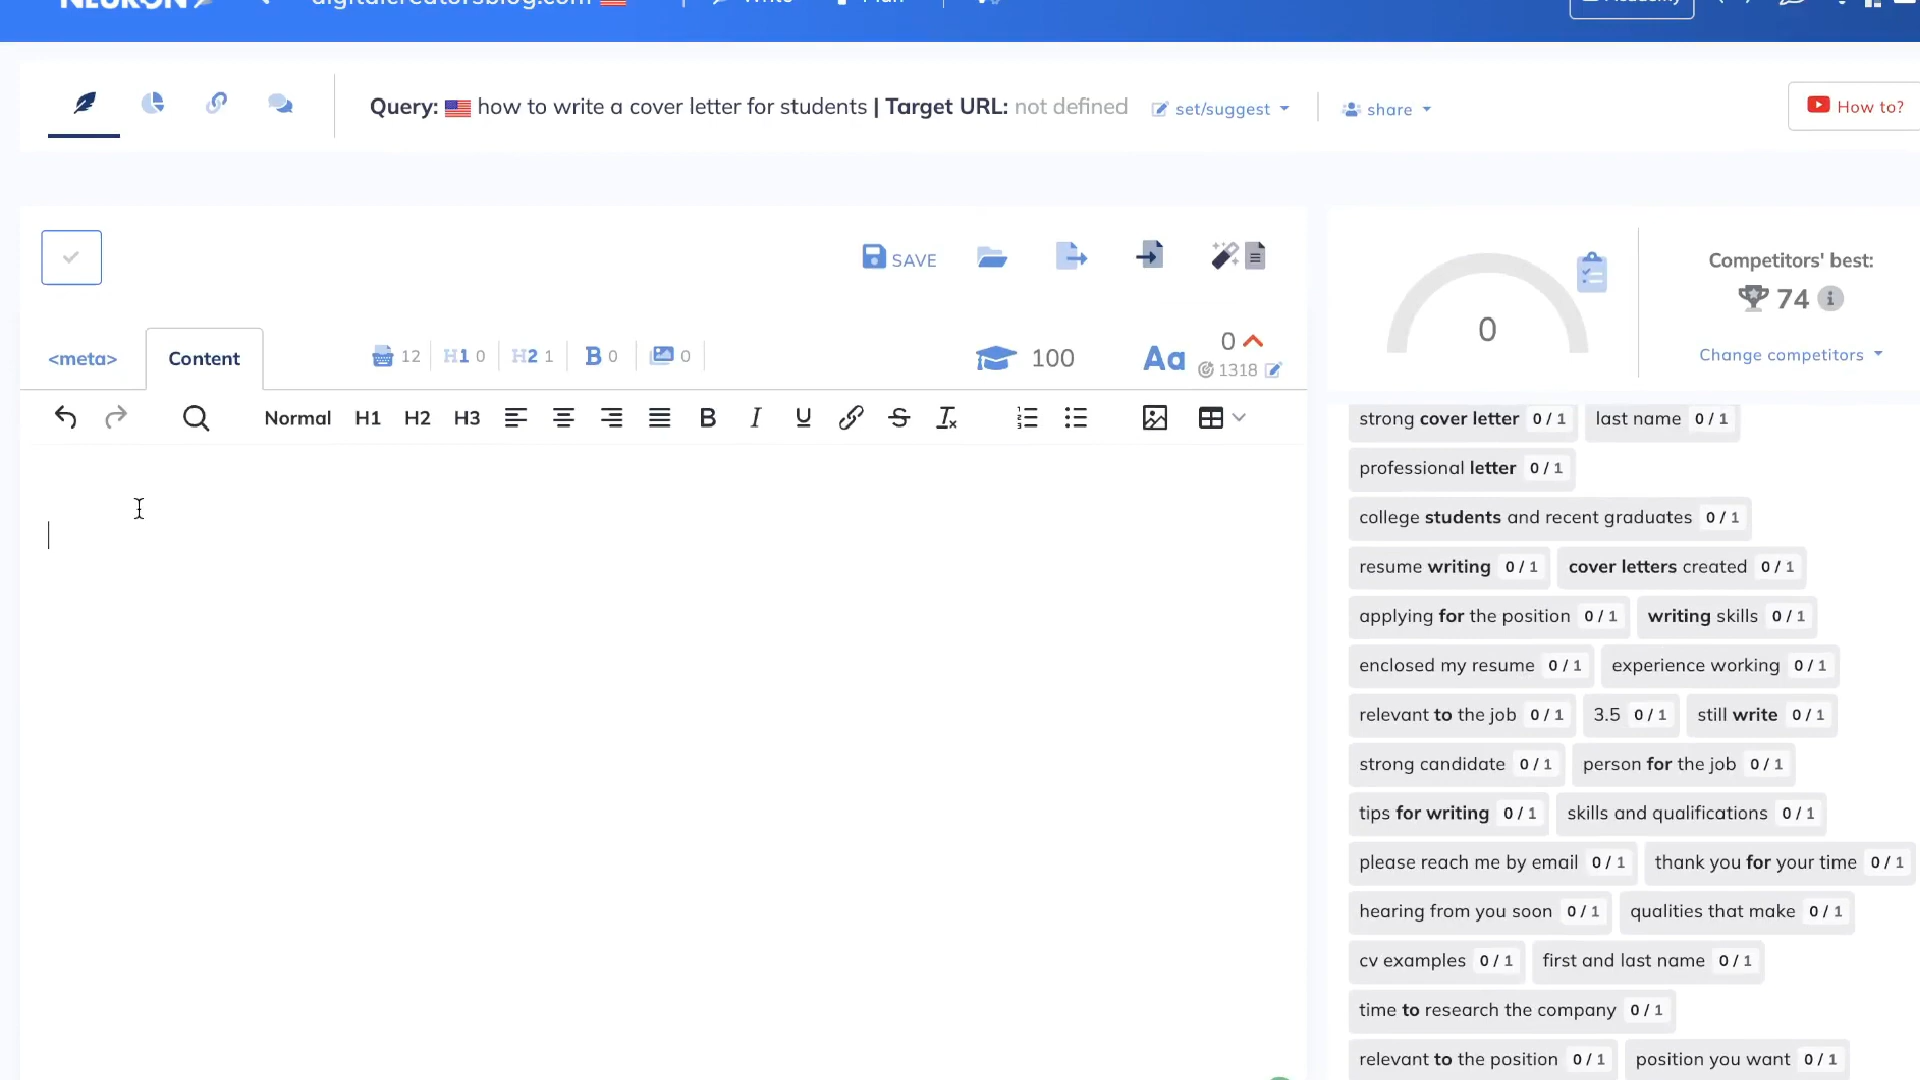 NEURON digitalcreatorsblog.com Write Plan Academy
Query: how to write a cover letter for students | Target URL: not defined set/suggest share How to?
SAVE
0
Competitors' best:
74
Change competitors
<meta> Content 12 H1 0 H2 1 B 0 0 100 Aa 0 1318
Normal H1 H2 H3 B I U S
strong cover letter 0 / 1 last name 0 / 1
professional letter 0 / 1
college students and recent graduates 0 / 1
resume writing 0 / 1 cover letters created 0 / 1
applying for the position 0 / 1 writing skills 0 / 1
enclosed my resume 0 / 1 experience working 0 / 1
relevant to the job 0 / 1 3.5 0 / 1 still write 0 / 1
strong candidate 0 / 1 person for the job 0 / 1
tips for writing 0 / 1 skills and qualifications 0 / 1
please reach me by email 0 / 1 thank you for your time 0 / 1
hearing from you soon 0 / 1 qualities that make 0 / 1
cv examples 0 / 1 first and last name 0 / 1
time to research the company 0 / 1
relevant to the position 0 / 1 position you want 0 / 1